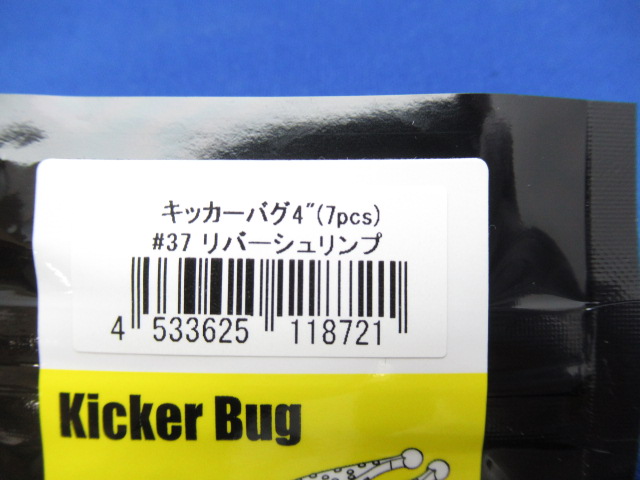 キッカーバグ4"(7pcs)
#37 リバーシュリンプ
4 533625 118721
Kicker Bug